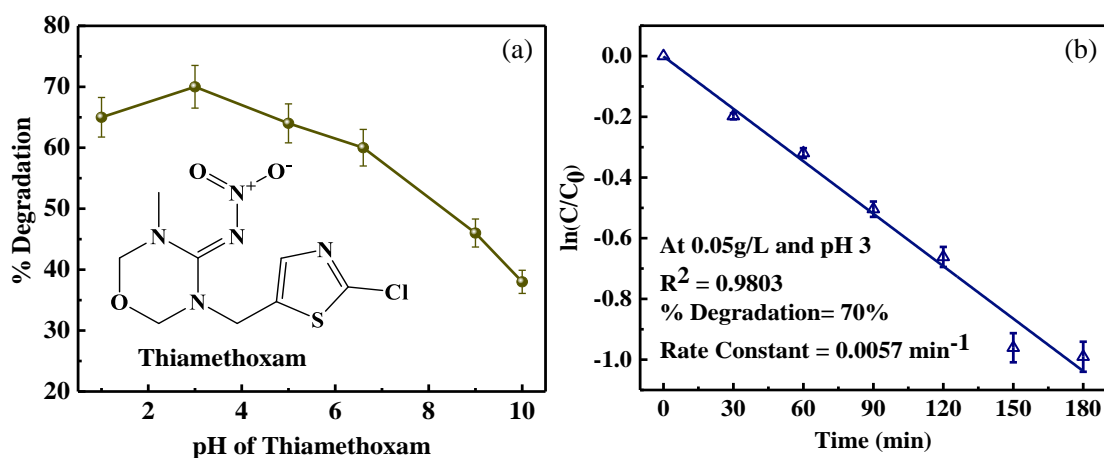 (a)
80
70
60
50
40
30
20
% Degradation
2
4
6
8
10
pH of Thiamethoxam
O
N+
O-
N
N
O
N
N
S
Cl
Thiamethoxam
(b)
0.0
-0.2
-0.4
-0.6
-0.8
-1.0
ln(C/C0)
At 0.05g/L and pH 3
R2 = 0.9803
% Degradation= 70%
Rate Constant = 0.0057 min-1
0
30
60
90
120
150
180
Time (min)